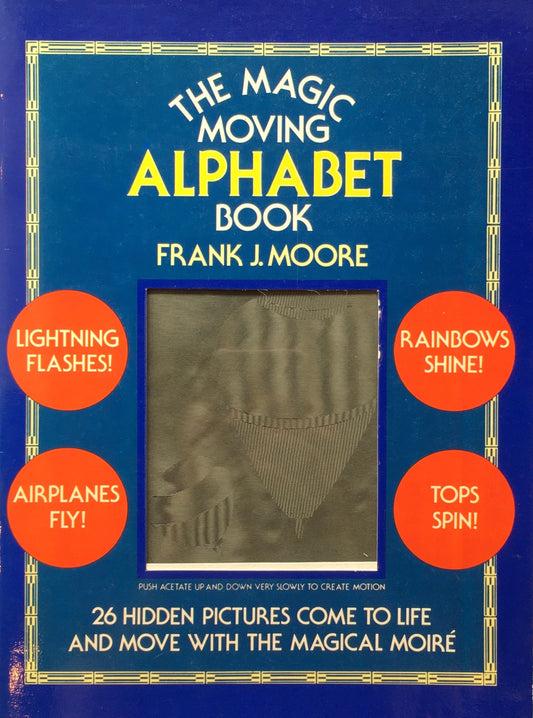 THE MAGIC
MOVING
ALPHABET
BOOK
FRANK J. MOORE
LIGHTNING
FLASHES!
RAINBOWS
SHINE!
AIRPLANES
FLY!
TOPS
SPIN!
PUSH ACETATE UP AND DOWN VERY SLOWLY TO CREATE MOTION
26 HIDDEN PICTURES COME TO LIFE
AND MOVE WITH THE MAGICAL MOIRÉ